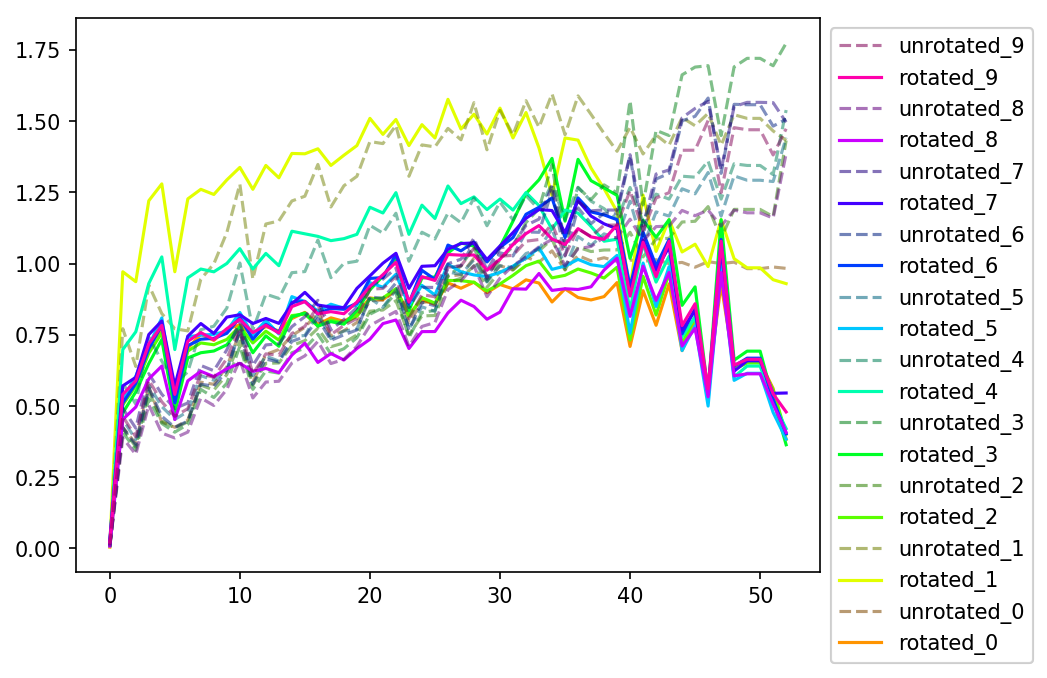 1.75
1.50
1.25
1.00
0.75
0.50
0.25
0.00
0 10 20 30 40 50
unrotated_9
rotated_9
unrotated_8
rotated_8
unrotated_7
rotated_7
unrotated_6
rotated_6
unrotated_5
rotated_5
unrotated_4
rotated_4
unrotated_3
rotated_3
unrotated_2
rotated_2
unrotated_1
rotated_1
unrotated_0
rotated_0